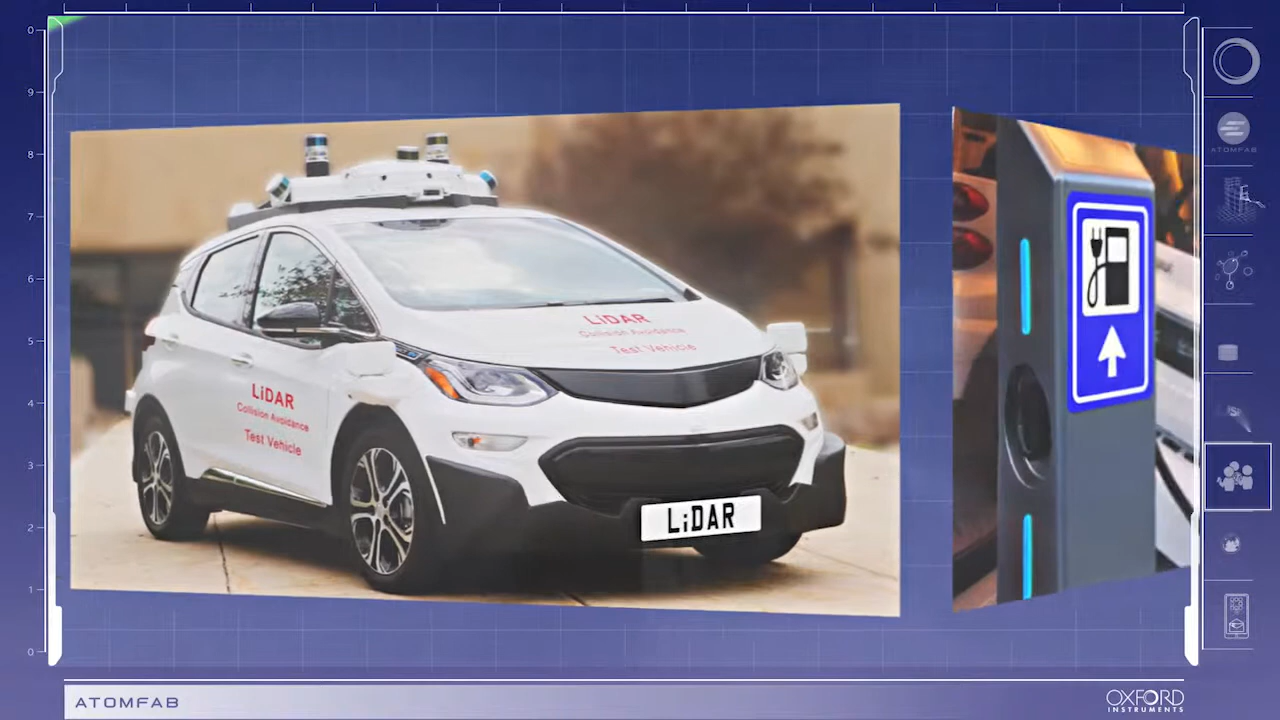 0
9
8
7
6
5
4
3
2
1
0
LiDAR
Collision Avoidance
Test Vehicle
LiDAR
Collision Avoidance
Test Vehicle
LiDAR
ATOMFAB
ATOMFAB
OXFORD
INSTRUMENTS